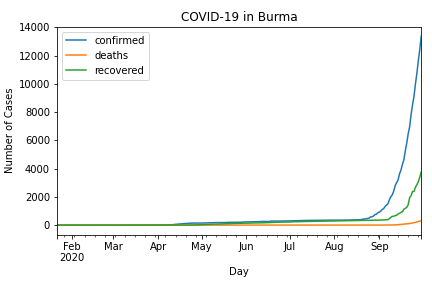 COVID-19 in Burma
Number of Cases
14000
12000
10000
8000
6000
4000
2000
0
confirmed
deaths
recovered
Feb Mar Apr May Jun Jul Aug Sep
2020
Day